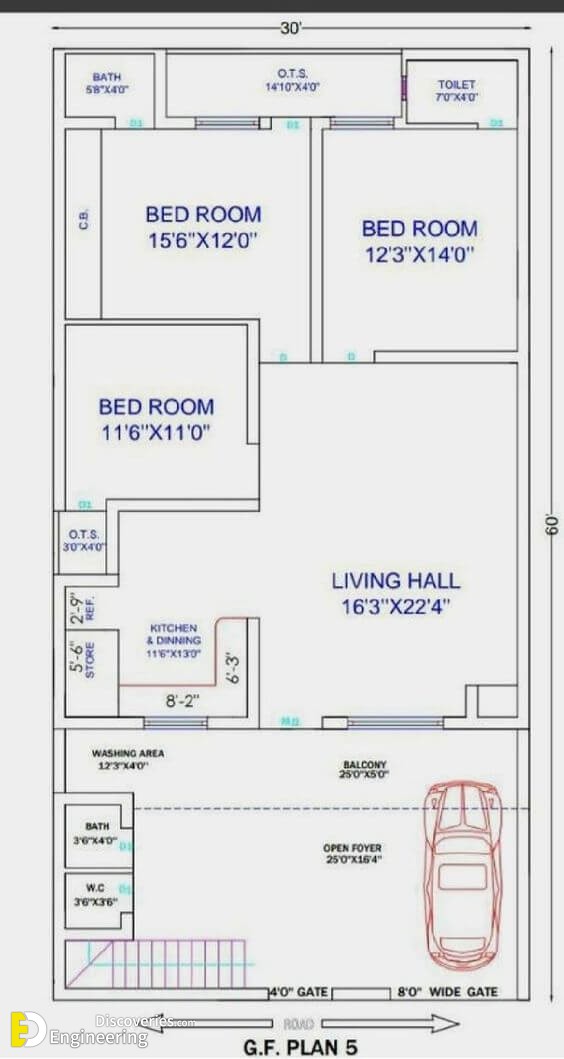 30'
BATH
5'8"X4'0"
O.T.S.
14'10"X4'0"
TOILET
7'0"X4'0"
D1
D1
D1
C.B.
BED ROOM
15'6"X12'0"
BED ROOM
12'3"X14'0"
D
D
BED ROOM
11'6"X11'0"
D1
O.T.S.
3'0"X4'0"
60'
LIVING HALL
16'3"X22'4"
2'-9"
REF.
KITCHEN
& DINNING
11'6"X13'0"
5'-6"
STORE
6'-3"
8'-2"
WASHING AREA
12'3"X4'0"
BALCONY
25'0"X5'0"
BATH
3'6"X4'0"
D1
OPEN FOYER
25'0"X16'4"
W.C
3'6"X3'6"
D1
4'0" GATE
8'0" WIDE GATE
ROAD
ED
Discoveries.com
Engineering
G.F. PLAN 5